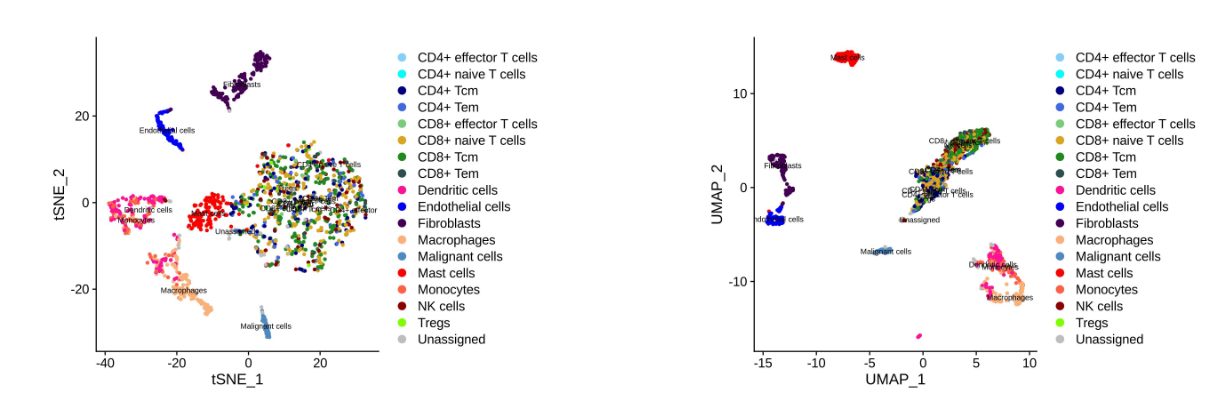 CD4+ effector T cells
CD4+ naive T cells
CD4+ Tcm
CD4+ Tem
CD8+ effector T cells
CD8+ naive T cells
CD8+ Tcm
CD8+ Tem
Dendritic cells
Endothelial cells
Fibroblasts
Macrophages
Malignant cells
Mast cells
Monocytes
NK cells
Tregs
Unassigned
tSNE_2
20
0
-20
-40
-20
0
20
tSNE_1
Fibroblasts
Endothelial cells
Dendritic cells
Monocytes
Unassigned
Macrophages
Malignant cells
CD4+ effector T cells
CD4+ naive T cells
CD4+ Tcm
CD4+ Tem
CD8+ effector T cells
CD8+ naive T cells
CD8+ Tcm
CD8+ Tem
Dendritic cells
Endothelial cells
Fibroblasts
Macrophages
Malignant cells
Mast cells
Monocytes
NK cells
Tregs
Unassigned
UMAP_2
10
0
-10
-15
-10
-5
0
5
10
UMAP_1
Mast cells
Fibroblasts
Unassigned
Malignant cells
Dendritic cells
Monocytes
Macrophages